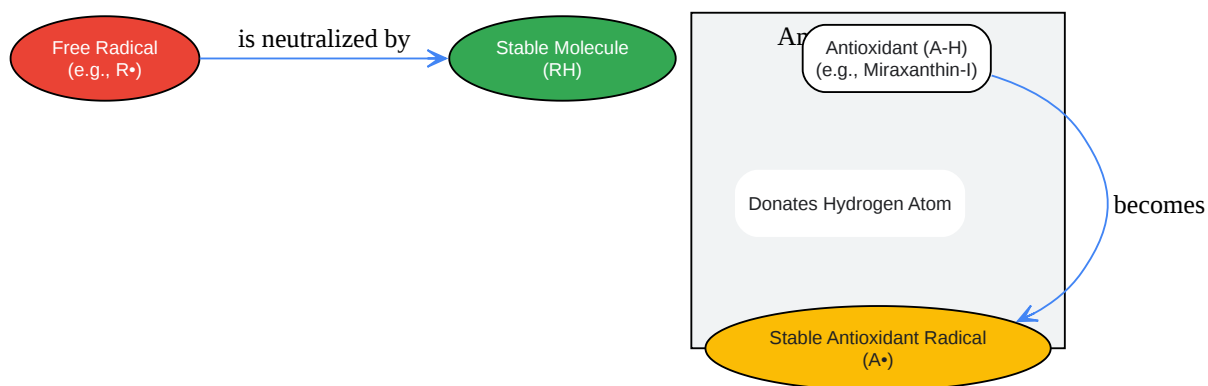 Free Radical
(e.g., R•)
is neutralized by
Stable Molecule
(RH)
Antioxidant (A-H)
(e.g., Miraxanthin-I)
Donates Hydrogen Atom
becomes
Stable Antioxidant Radical
(A•)